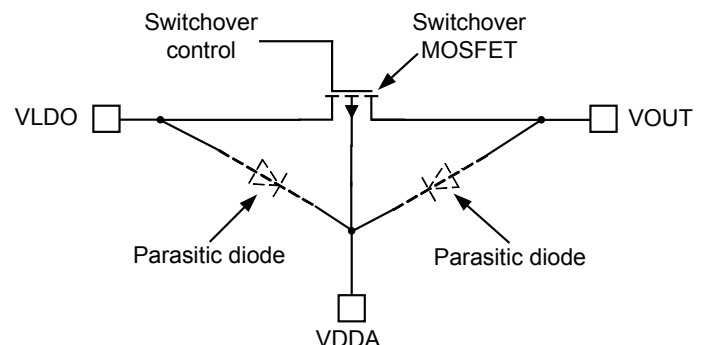 Switchover
control
Switchover
MOSFET
VLDO
VOUT
Parasitic diode
Parasitic diode
VDDA